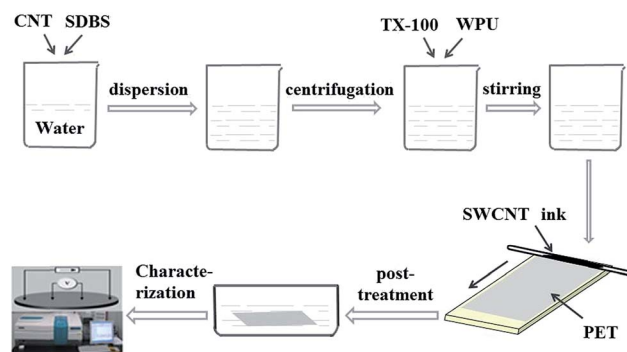 CNT SDBS
TX-100 WPU
dispersion
centrifugation
stirring
Water
SWCNT ink
Characte-
rization
post-
treatment
PET
V